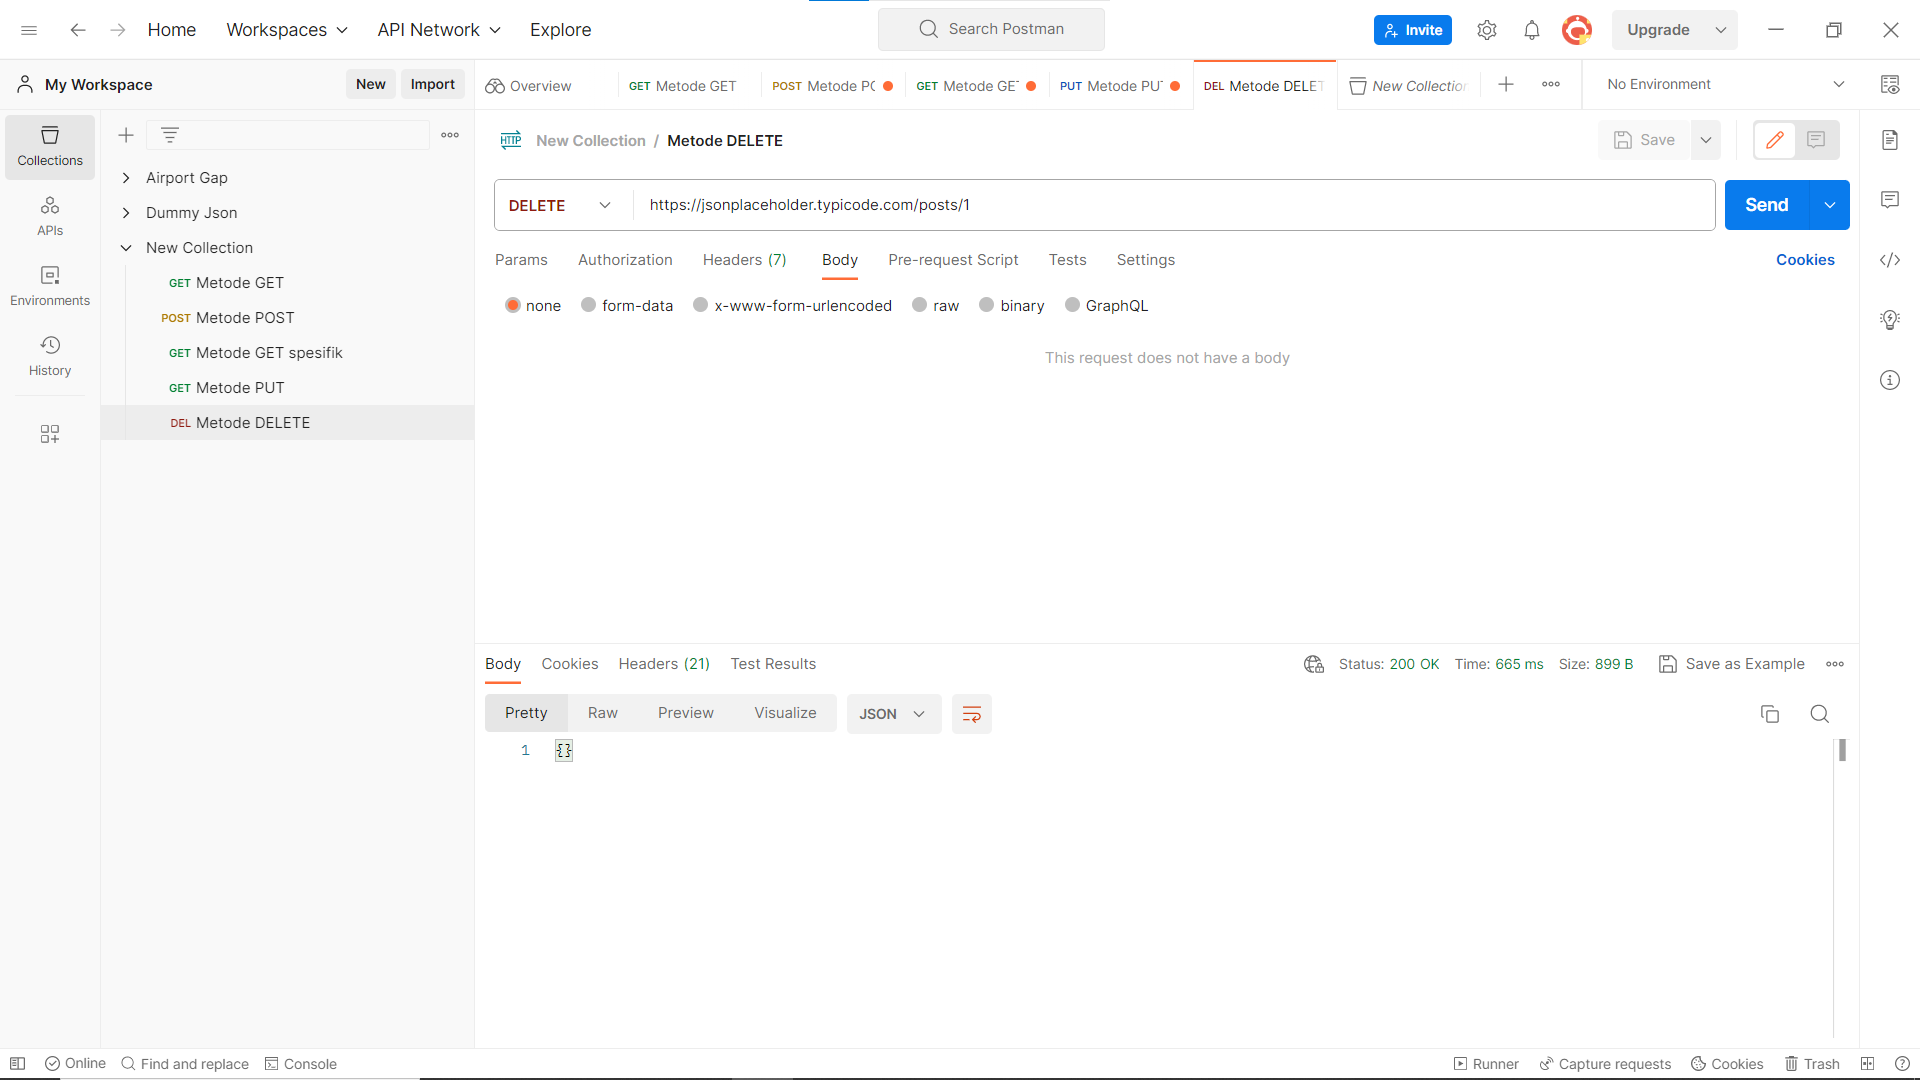 Home Workspaces API Network Explore Search Postman Invite Upgrade
My Workspace New Import Overview GET Metode GET POST Metode PO GET Metode GE PUT Metode PU DEL Metode DELE New Collection No Environment
Collections
APIs
Environments
History
Airport Gap
Dummy Json
New Collection
GET Metode GET
POST Metode POST
GET Metode GET spesifik
GET Metode PUT
DEL Metode DELETE
HTTP New Collection / Metode DELETE Save
DELETE https://jsonplaceholder.typicode.com/posts/1 Send
Params Authorization Headers (7) Body Pre-request Script Tests Settings Cookies
none form-data x-www-form-urlencoded raw binary GraphQL
This request does not have a body
Body Cookies Headers (21) Test Results Status: 200 OK Time: 665 ms Size: 899 B Save as Example
Pretty Raw Preview Visualize JSON
1 {}
Online Find and replace Console Runner Capture requests Cookies Trash